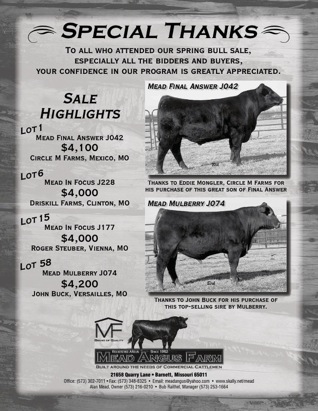 Special Thanks
To all who attended our spring bull sale,
especially all the bidders and buyers,
your confidence in our program is greatly appreciated.
Sale
Highlights
Lot 1
Mead Final Answer J042
$4,100
Circle M Farms, Mexico, MO
Lot 6
Mead In Focus J228
$4,000
Driskill Farms, Clinton, MO
Lot 15
Mead In Focus J177
$4,000
Roger Steuber, Vienna, MO
Lot 58
Mead Mulberry J074
$4,200
John Buck, Versailles, MO
Mead Final Answer J042
Thanks to Eddie Mongler, Circle M Farms for
his purchase of this great son of Final Answer
Mead Mulberry J074
Thanks to John Buck for his purchase of
this top-selling sire by Mulberry.
MF
Mead Angus Farm
Built around the needs of Commercial Cattlemen
21658 Quarry Lane • Barnett, Missouri 65011
Office: (573) 302-7011 • Fax: (573) 348-8325 • Email: meadangus@yahoo.com • www.skelly.net/mead
Alan Mead, Owner (573) 216-0210 • Bob Ralthel, Manager (573) 253-1664